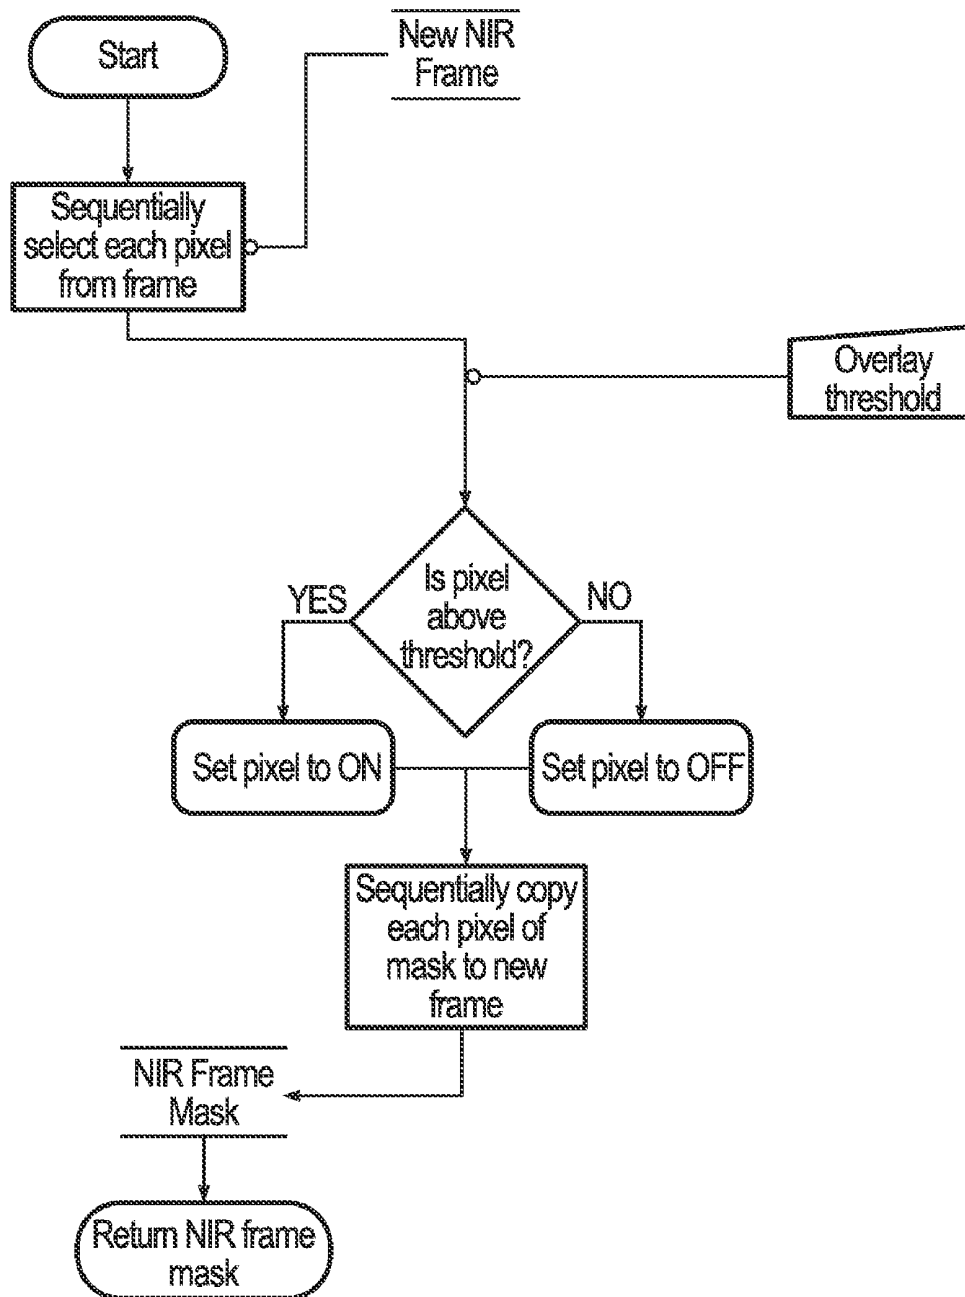 Start
New NIR
Frame
Sequentially
select each pixel
from frame
Overlay
threshold
Is pixel
above
threshold?
YES
NO
Set pixel to ON
Set pixel to OFF
Sequentially copy
each pixel of
mask to new
frame
NIR Frame
Mask
Return NIR frame
mask